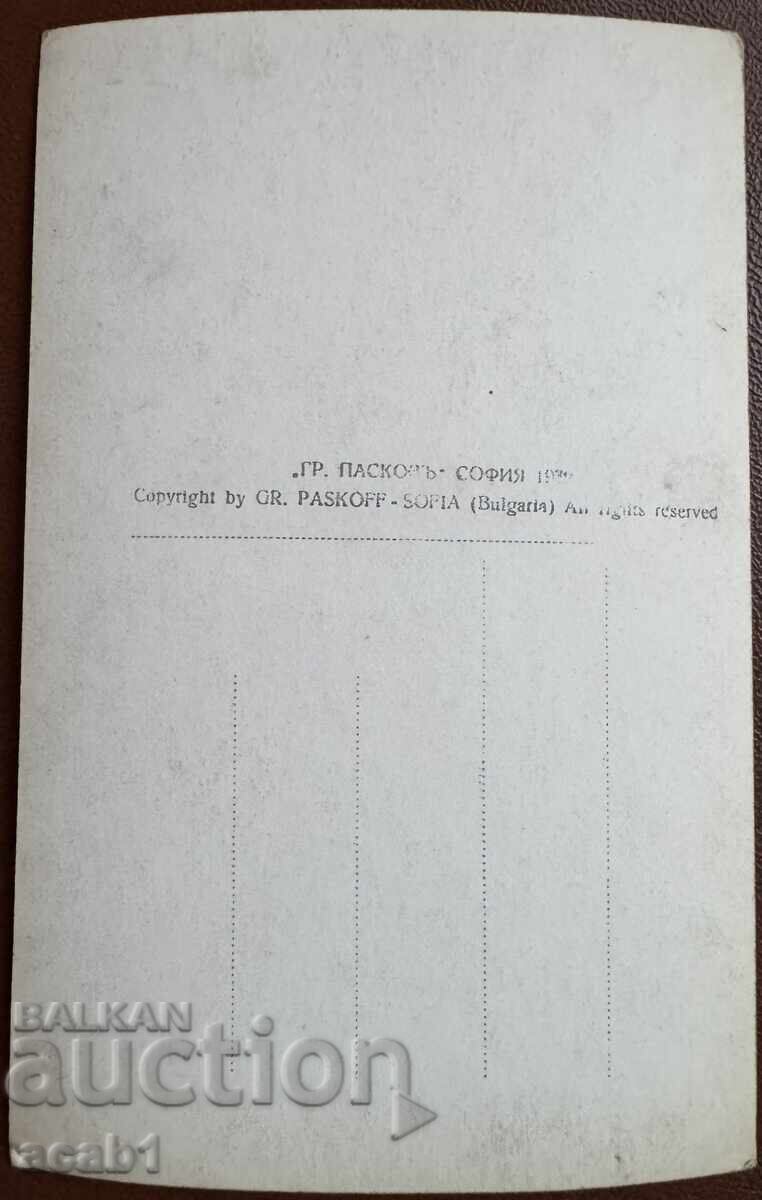 „ГР. ПАСКОВЪ- СОФИЯ
Copyright by GR. PASKOFF - SOFIA (Bulgaria) All rights reserved
BALKAN
auction
acab1